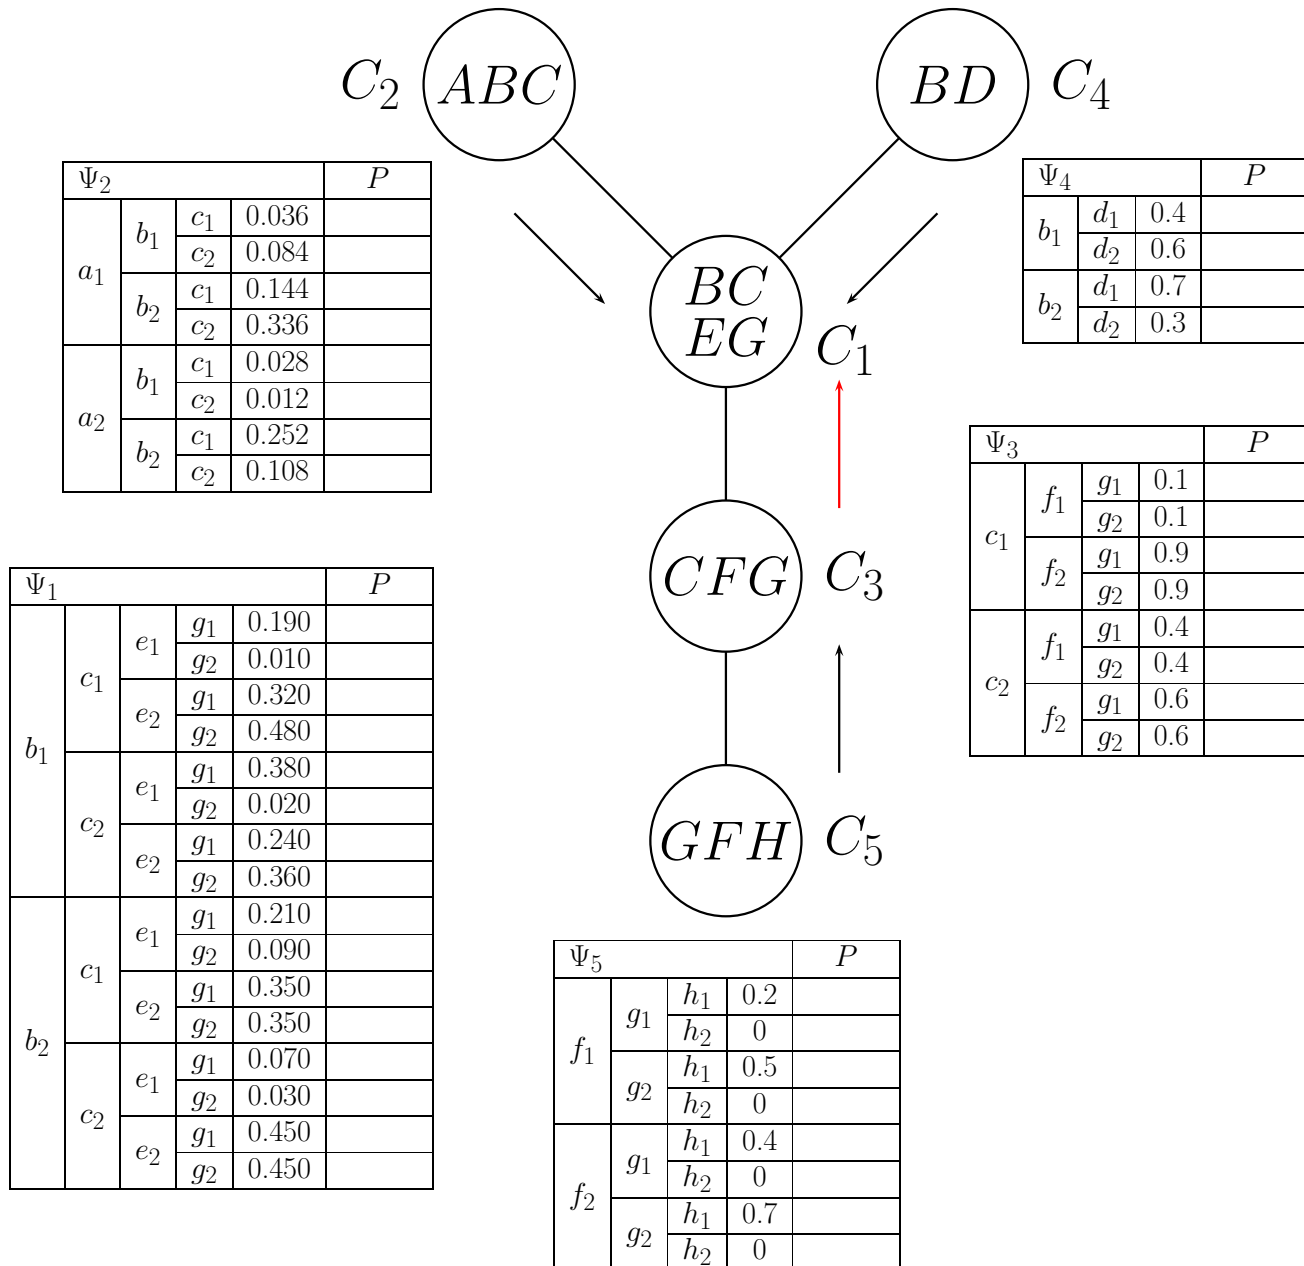 C2 ABC
BD C4
Ψ2 P
a1 b1 c1 0.036
c2 0.084
b2 c1 0.144
c2 0.336
a2 b1 c1 0.028
c2 0.012
b2 c1 0.252
c2 0.108
Ψ4 P
b1 d1 0.4
d2 0.6
b2 d1 0.7
d2 0.3
BC
EG
C1
Ψ3 P
c1 f1 g1 0.1
g2 0.1
f2 g1 0.9
g2 0.9
c2 f1 g1 0.4
g2 0.4
f2 g1 0.6
g2 0.6
CFG C3
Ψ1 P
b1 c1 e1 g1 0.190
g2 0.010
e2 g1 0.320
g2 0.480
c2 e1 g1 0.380
g2 0.020
e2 g1 0.240
g2 0.360
b2 c1 e1 g1 0.210
g2 0.090
e2 g1 0.350
g2 0.350
c2 e1 g1 0.070
g2 0.030
e2 g1 0.450
g2 0.450
GFH C5
Ψ5 P
f1 g1 h1 0.2
h2 0
g2 h1 0.5
h2 0
f2 g1 h1 0.4
h2 0
g2 h1 0.7
h2 0